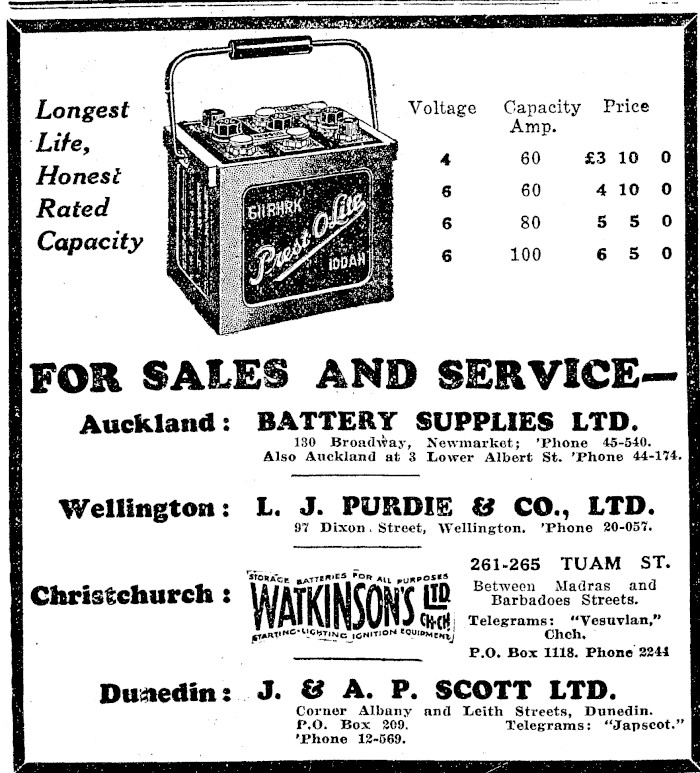 Longest
Life,
Honest
Rated
Capacity
611RHRK
Prest-O-Lite
100AH
Voltage Capacity Price
Amp.
4 60 £3 10 0
6 60 4 10 0
6 80 5 5 0
6 100 6 5 0
FOR SALES AND SERVICE—
Auckland: BATTERY SUPPLIES LTD.
130 Broadway, Newmarket; 'Phone 45-540.
Also Auckland at 3 Lower Albert St. 'Phone 44-174.
Wellington: L. J. PURDIE & CO., LTD.
97 Dixon Street, Wellington. 'Phone 20-057.
Christchurch:
STORAGE BATTERIES FOR ALL PURPOSES
WATKINSON'S LTD
CH-CH
STARTING-LIGHTING IGNITION EQUIPMENT
261-265 TUAM ST.
Between Madras and
Barbadoes Streets.
Telegrams: "Vesuvian,"
Chch.
P.O. Box 1118. Phone 2244
Dunedin: J. & A. P. SCOTT LTD.
Corner Albany and Leith Streets, Dunedin.
P.O. Box 209. Telegrams: "Japscot."
'Phone 12-569.